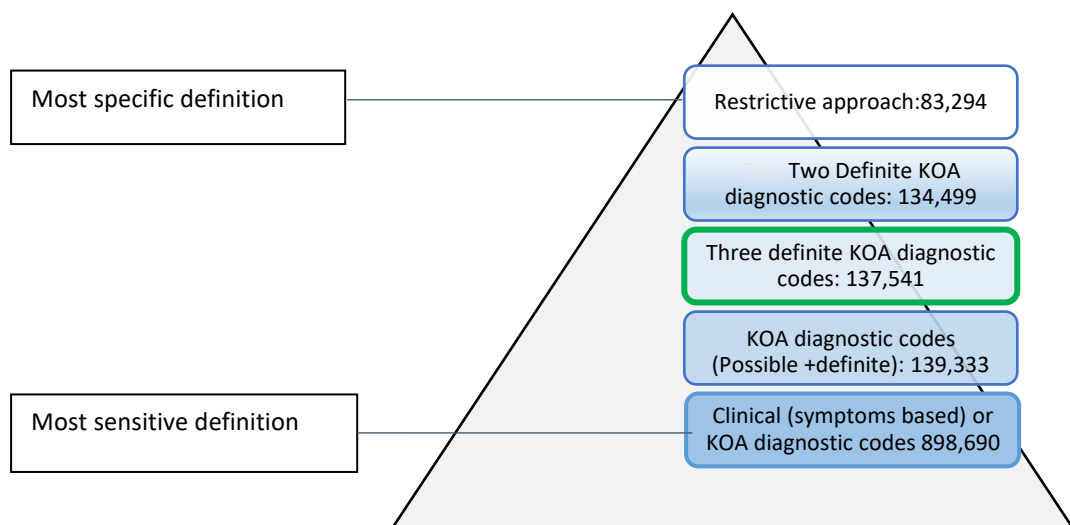 Most specific definition
Restrictive approach:83,294
Two Two Definite KOA
diagnostic codes: 134,499
Three definite KOA diagnostic
codes: 137,541
KOA diagnostic codes
(Possible +definite): 139,333
Most sensitive definition
Clinical (symptoms based) or
KOA diagnostic codes 898,690